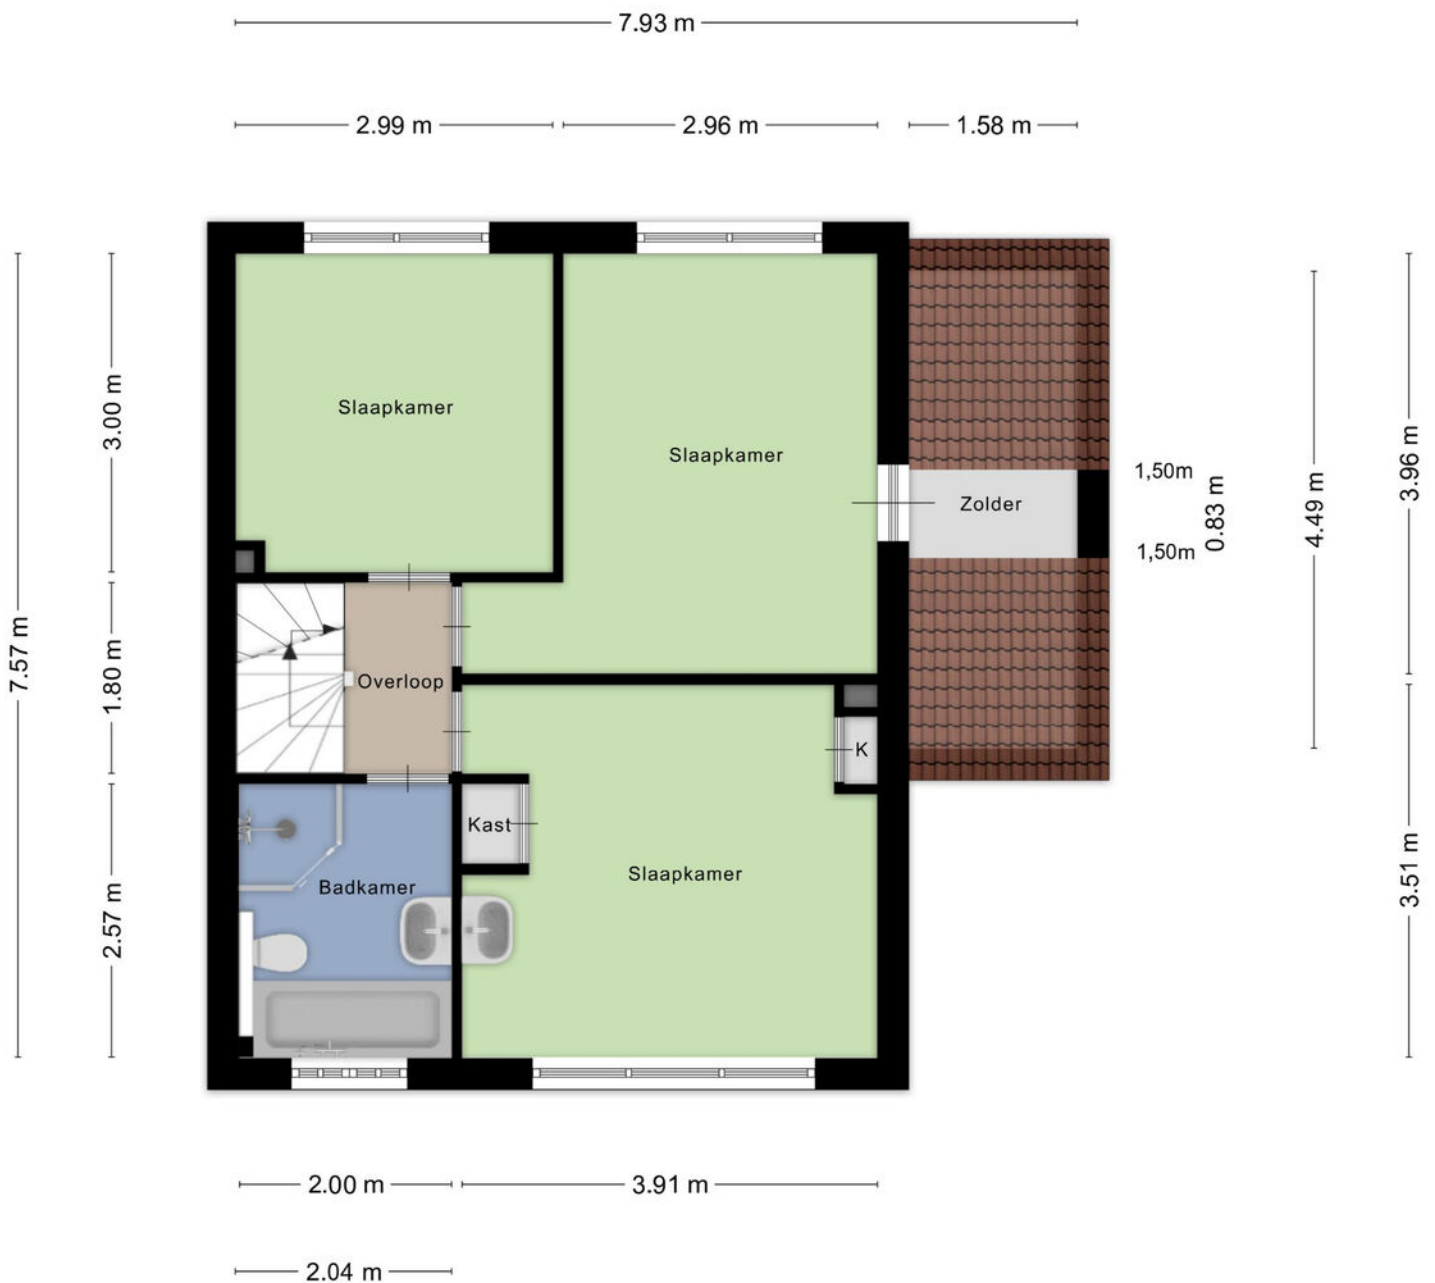 7.93 m
2.99 m
2.96 m
1.58 m
Slaapkamer
Slaapkamer
Zolder
1,50m
1,50m
0.83 m
4.49 m
3.96 m
3.00 m
7.57 m
1.80 m
Overloop
K
Kast
Slaapkamer
Badkamer
2.57 m
3.51 m
2.00 m
3.91 m
2.04 m